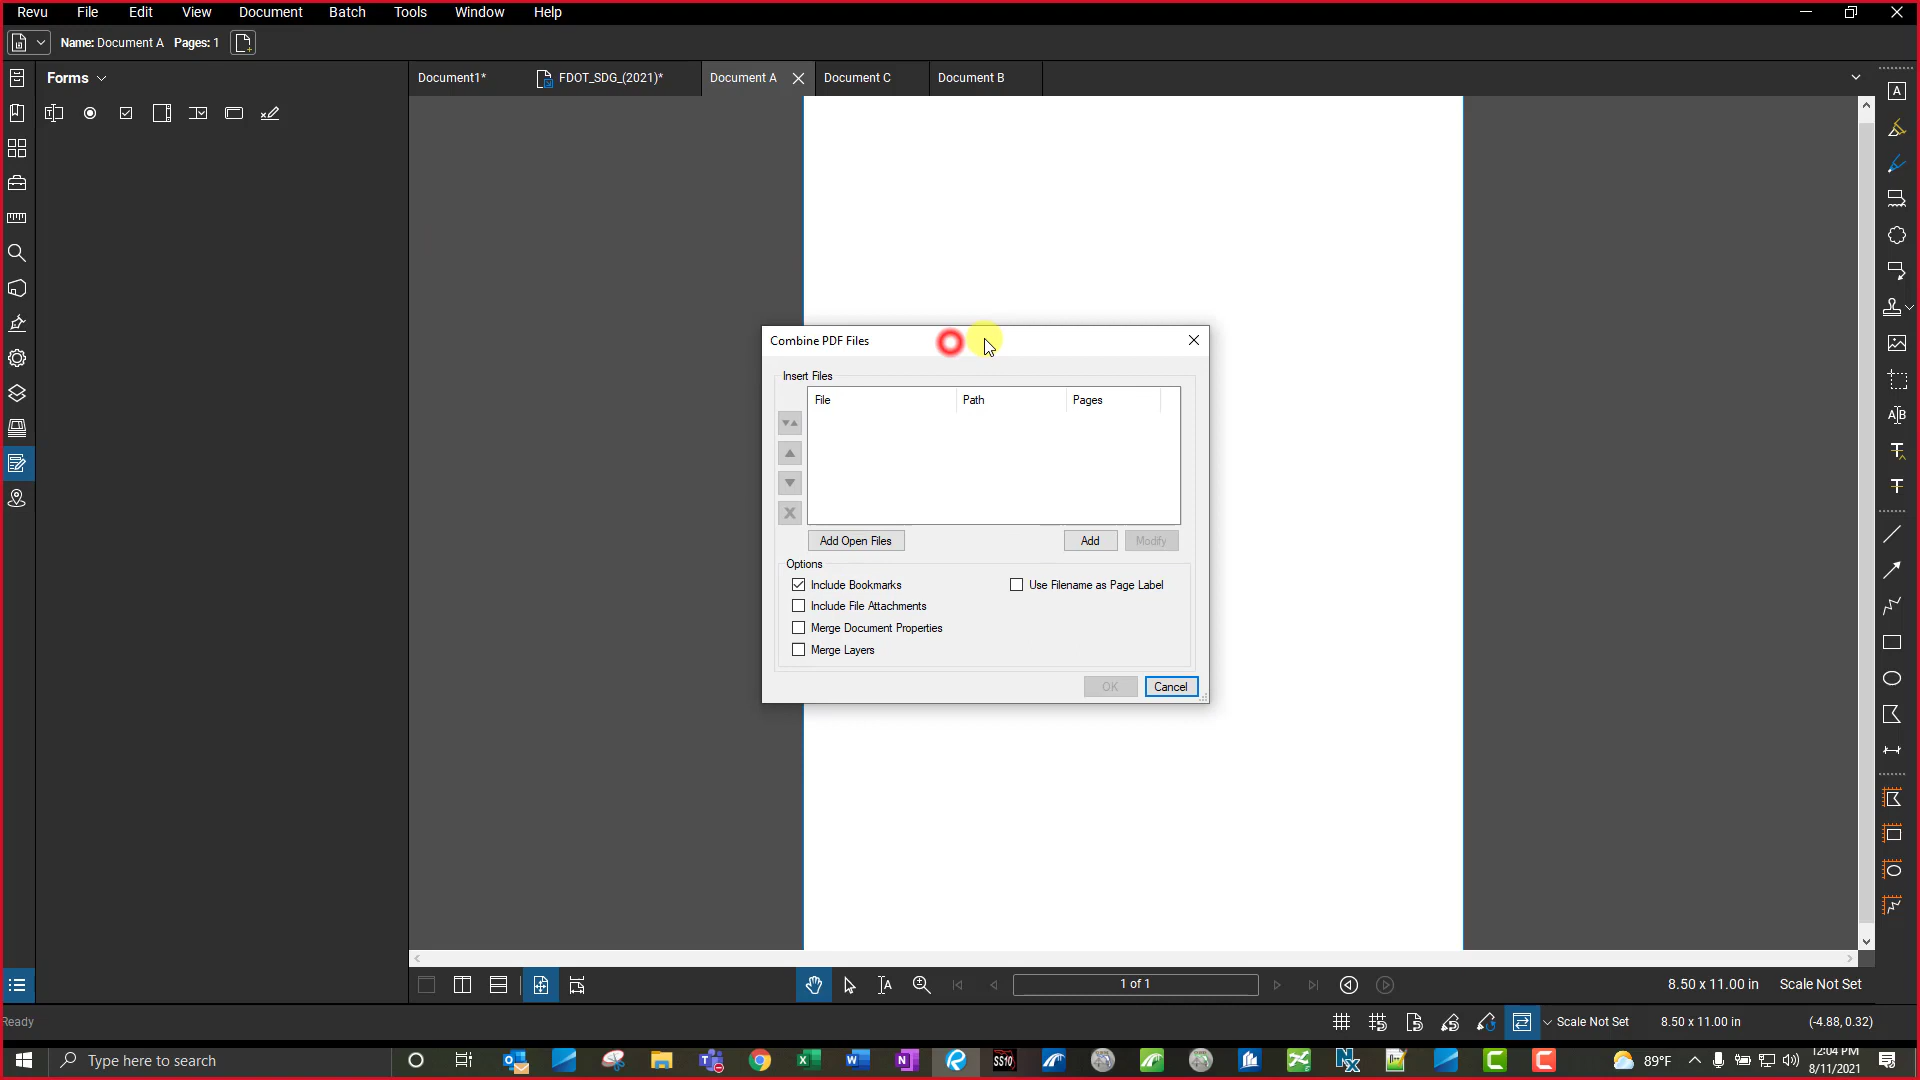 Revu File Edit View Document Batch Tools Window Help
Name: Document A Pages: 1
Forms
Document1* FDOT_SDG_(2021)* Document A Document C Document B
Combine PDF Files
Insert Files
File Path Pages
Add Open Files Add Modify
Options
Include Bookmarks Use Filename as Page Label
Include File Attachments
Merge Document Properties
Merge Layers
OK Cancel
1 of 1 8.50 x 11.00 in Scale Not Set
Ready Scale Not Set 8.50 x 11.00 in (-4.88, 0.32)
Type here to search SS10 89°F 12:04 PM
8/11/2021